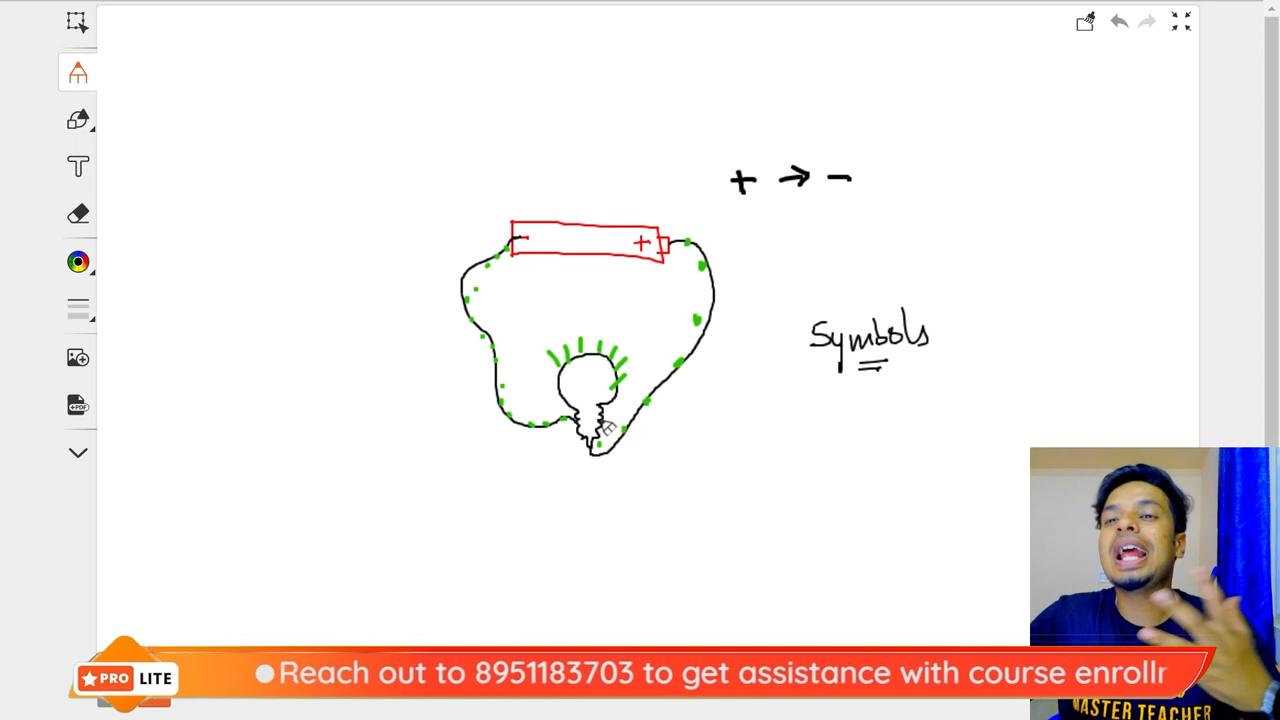 + → -
- +
Symbols
PRO LITE
Reach out to 8951183703 to get assistance with course enrollr
MASTER TEACHER